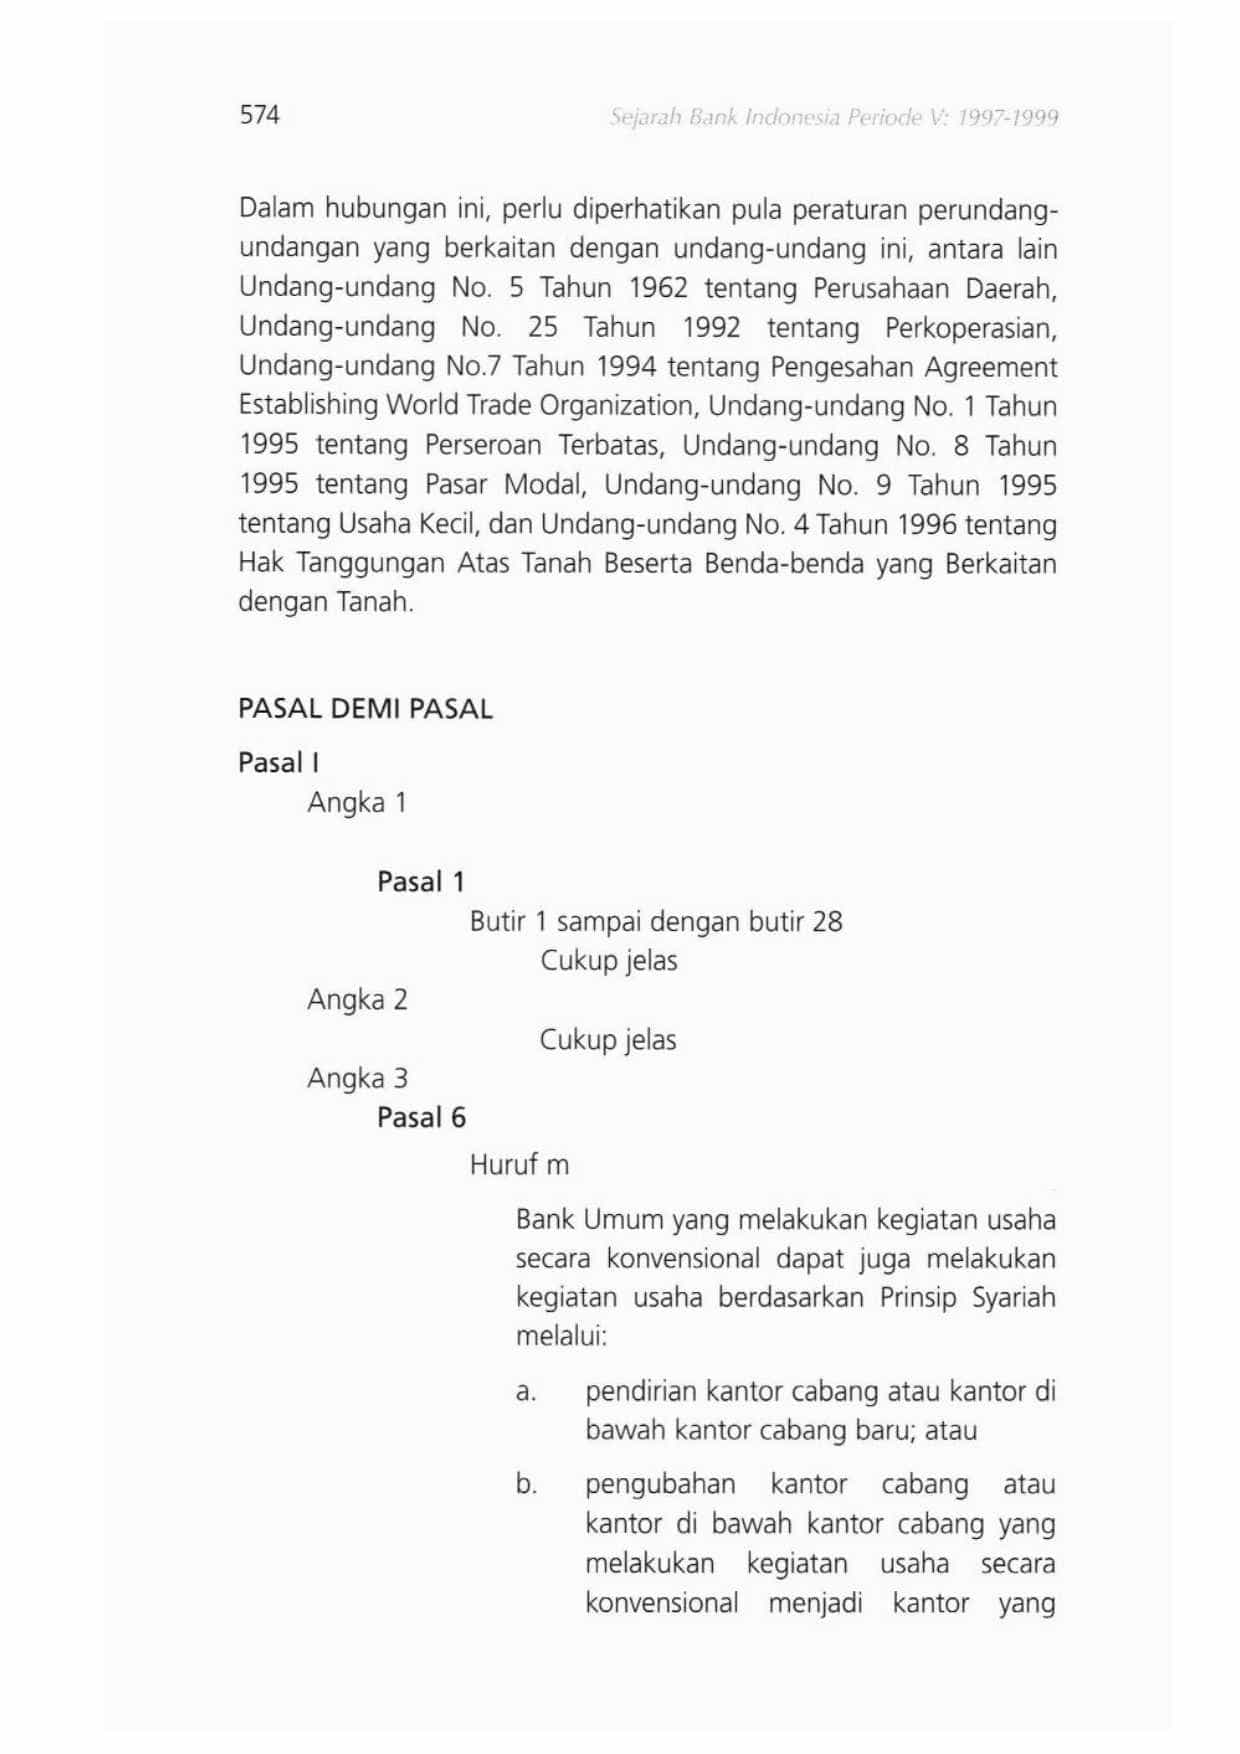 574
Sejarah Bank Indonesia Periode V: 1997-1999
Dalam hubungan ini, perlu diperhatikan pula peraturan perundang-
undangan yang berkaitan dengan undang-undang ini, antara lain
Undang-undang No. 5 Tahun 1962 tentang Perusahaan Daerah,
Undang-undang No. 25 Tahun 1992 tentang Perkoperasian,
Undang-undang No.7 Tahun 1994 tentang Pengesahan Agreement
Establishing World Trade Organization, Undang-undang No. 1 Tahun
1995 tentang Perseroan Terbatas, Undang-undang No. 8 Tahun
1995 tentang Pasar Modal, Undang-undang No. 9 Tahun 1995
tentang Usaha Kecil, dan Undang-undang No. 4 Tahun 1996 tentang
Hak Tanggungan Atas Tanah Beserta Benda-benda yang Berkaitan
dengan Tanah.
PASAL DEMI PASAL
Pasal I
Angka 1
Pasal 1
Butir 1 sampai dengan butir 28
Cukup jelas
Angka 2
Cukup jelas
Angka 3
Pasal 6
Huruf m
Bank Umum yang melakukan kegiatan usaha
secara konvensional dapat juga melakukan
kegiatan usaha berdasarkan Prinsip Syariah
melalui:
a. pendirian kantor cabang atau kantor di
bawah kantor cabang baru; atau
b. pengubahan kantor cabang atau
kantor di bawah kantor cabang yang
melakukan kegiatan usaha secara
konvensional menjadi kantor yang